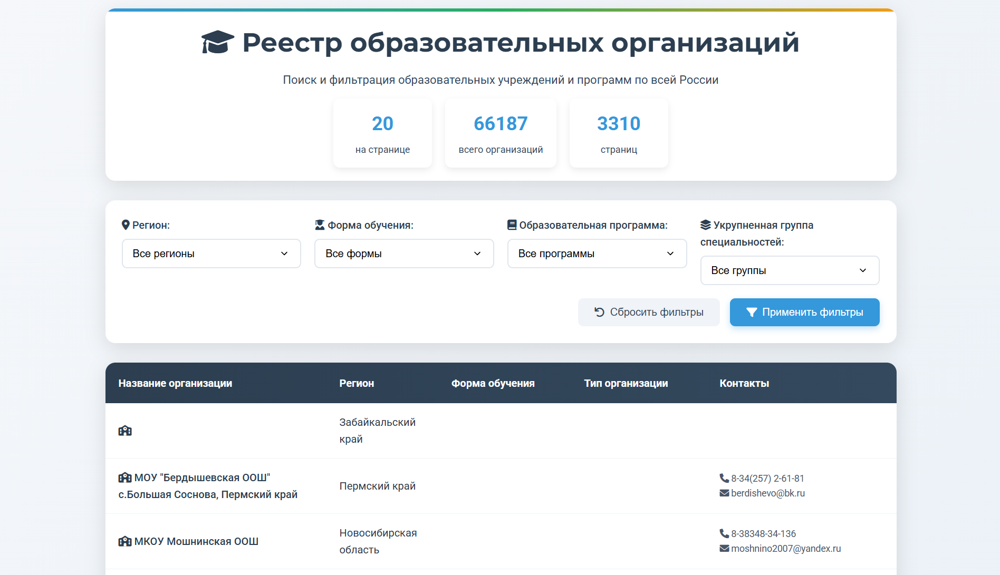 Реестр образовательных организаций
Поиск и фильтрация образовательных учреждений и программ по всей России
20
на странице
66187
всего организаций
3310
страниц
Регион:
Все регионы
Форма обучения:
Все формы
Образовательная программа:
Все программы
Укрупненная группа
специальностей:
Все группы
Сбросить фильтры
Применить фильтры
Название организации
Регион
Форма обучения
Тип организации
Контакты
Забайкальский
край
МОУ "Бердышевская ООШ"
с.Большая Соснова, Пермский край
Пермский край
8-34(257) 2-61-81
berdishevo@bk.ru
МКОУ Мошнинская ООШ
Новосибирская
область
8-38348-34-136
moshnino2007@yandex.ru